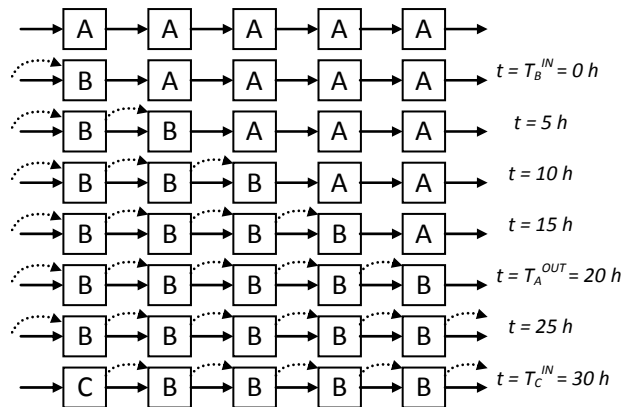 A A A A A
B A A A A t = T_B^IN = 0 h
B B A A A t = 5 h
B B B A A t = 10 h
B B B B A t = 15 h
B B B B B t = T_A^OUT = 20 h
B B B B B t = 25 h
C B B B B t = T_C^IN = 30 h